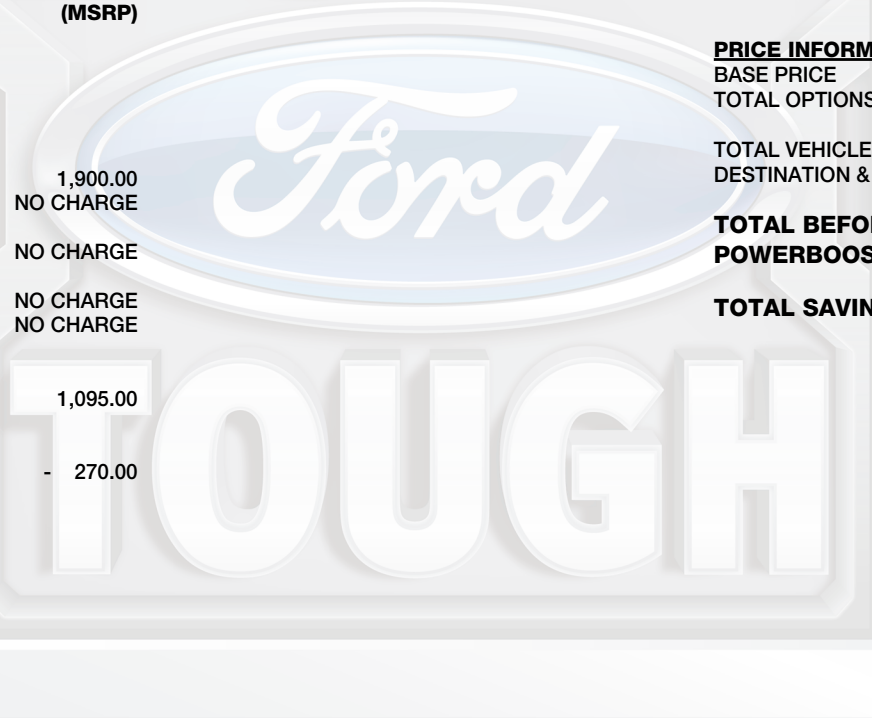 (MSRP)
1,900.00
NO CHARGE
NO CHARGE
NO CHARGE
NO CHARGE
1,095.00
- 270.00
PRICE INFORM
BASE PRICE
TOTAL OPTIONS
TOTAL VEHICLE
DESTINATION &
TOTAL BEFO
POWERBOOS
TOTAL SAVIN
Ford
TOUGH